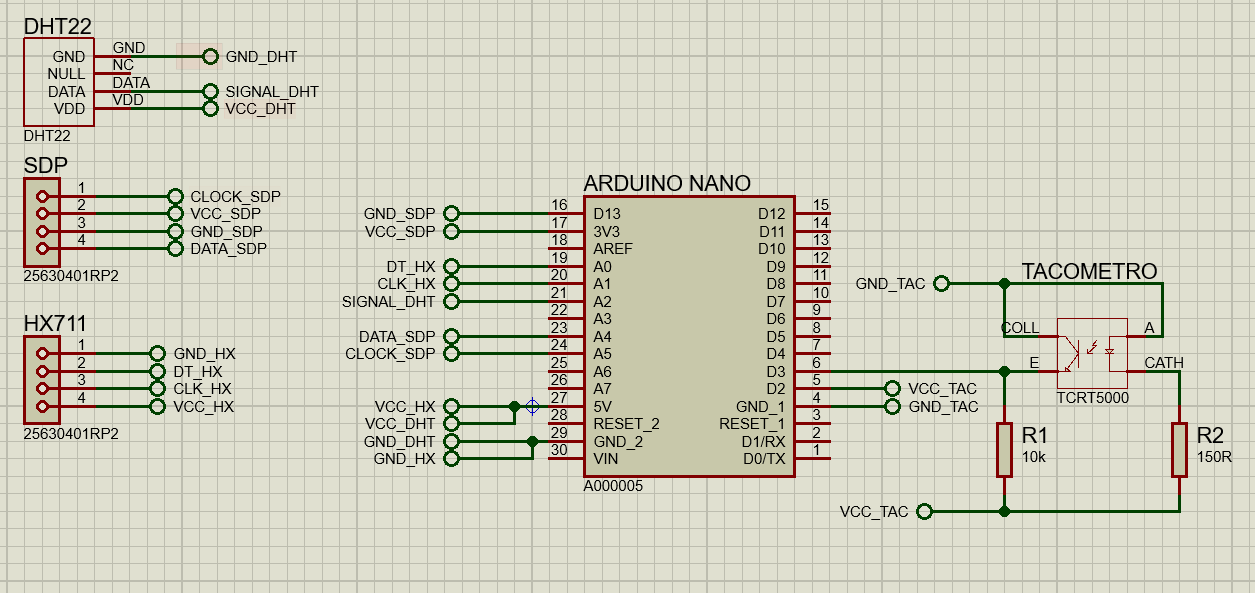 DHT22
GND
NULL
DATA
VDD
GND
NC
DATA
VDD
GND_DHT
SIGNAL_DHT
VCC_DHT
DHT22
SDP
1
2
3
4
CLOCK_SDP
VCC_SDP
GND_SDP
DATA_SDP
25630401RP2
HX711
1
2
3
4
GND_HX
DT_HX
CLK_HX
VCC_HX
25630401RP2
ARDUINO NANO
GND_SDP 16 D13
VCC_SDP 17 3V3
18 AREF
DT_HX 19 A0
CLK_HX 20 A1
SIGNAL_DHT 21 A2
22 A3
DATA_SDP 23 A4
CLOCK_SDP 24 A5
25 A6
26 A7
VCC_HX 27 5V
VCC_DHT 28 RESET_2
GND_DHT 29 GND_2
GND_HX 30 VIN
D12 15
D11 14
D10 13
D9 12
D8 11
D7 10
D6 9
D5 8
D4 7
D3 6
D2 5 VCC_TAC
GND_1 4 GND_TAC
RESET_1 3
D1/RX 2
D0/TX 1
A000005
TACOMETRO
GND_TAC
COLL
A
E
CATH
TCRT5000
R1
10k
R2
150R
VCC_TAC